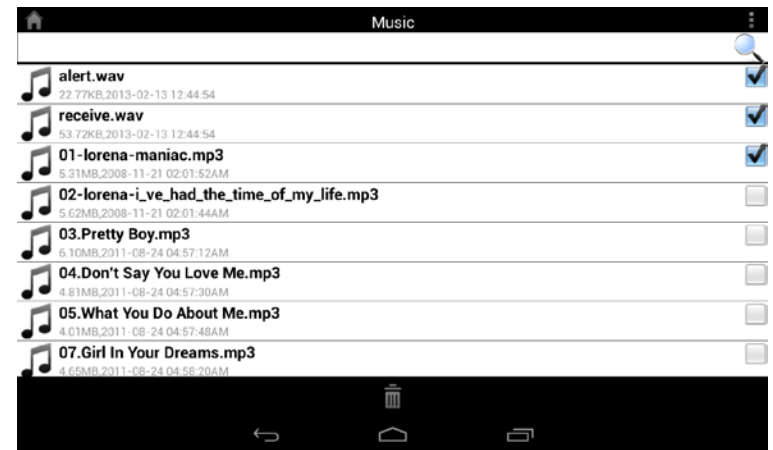 Music
alert.wav
22.77KB,2013-02-13 12:44:54
receive.wav
53.72KB,2013-02-13 12:44:54
01-lorena-maniac.mp3
5.31MB,2008-11-21 02:01:52AM
02-lorena-i_ve_had_the_time_of_my_life.mp3
5.62MB,2008-11-21 02:01:44AM
03.Pretty Boy.mp3
6.10MB,2011-08-24 04:57:12AM
04.Don't Say You Love Me.mp3
4.81MB,2011-08-24 04:57:30AM
05.What You Do About Me.mp3
4.01MB,2011-08-24 04:57:48AM
07.Girl In Your Dreams.mp3
4.65MB,2011-08-24 04:58:20AM